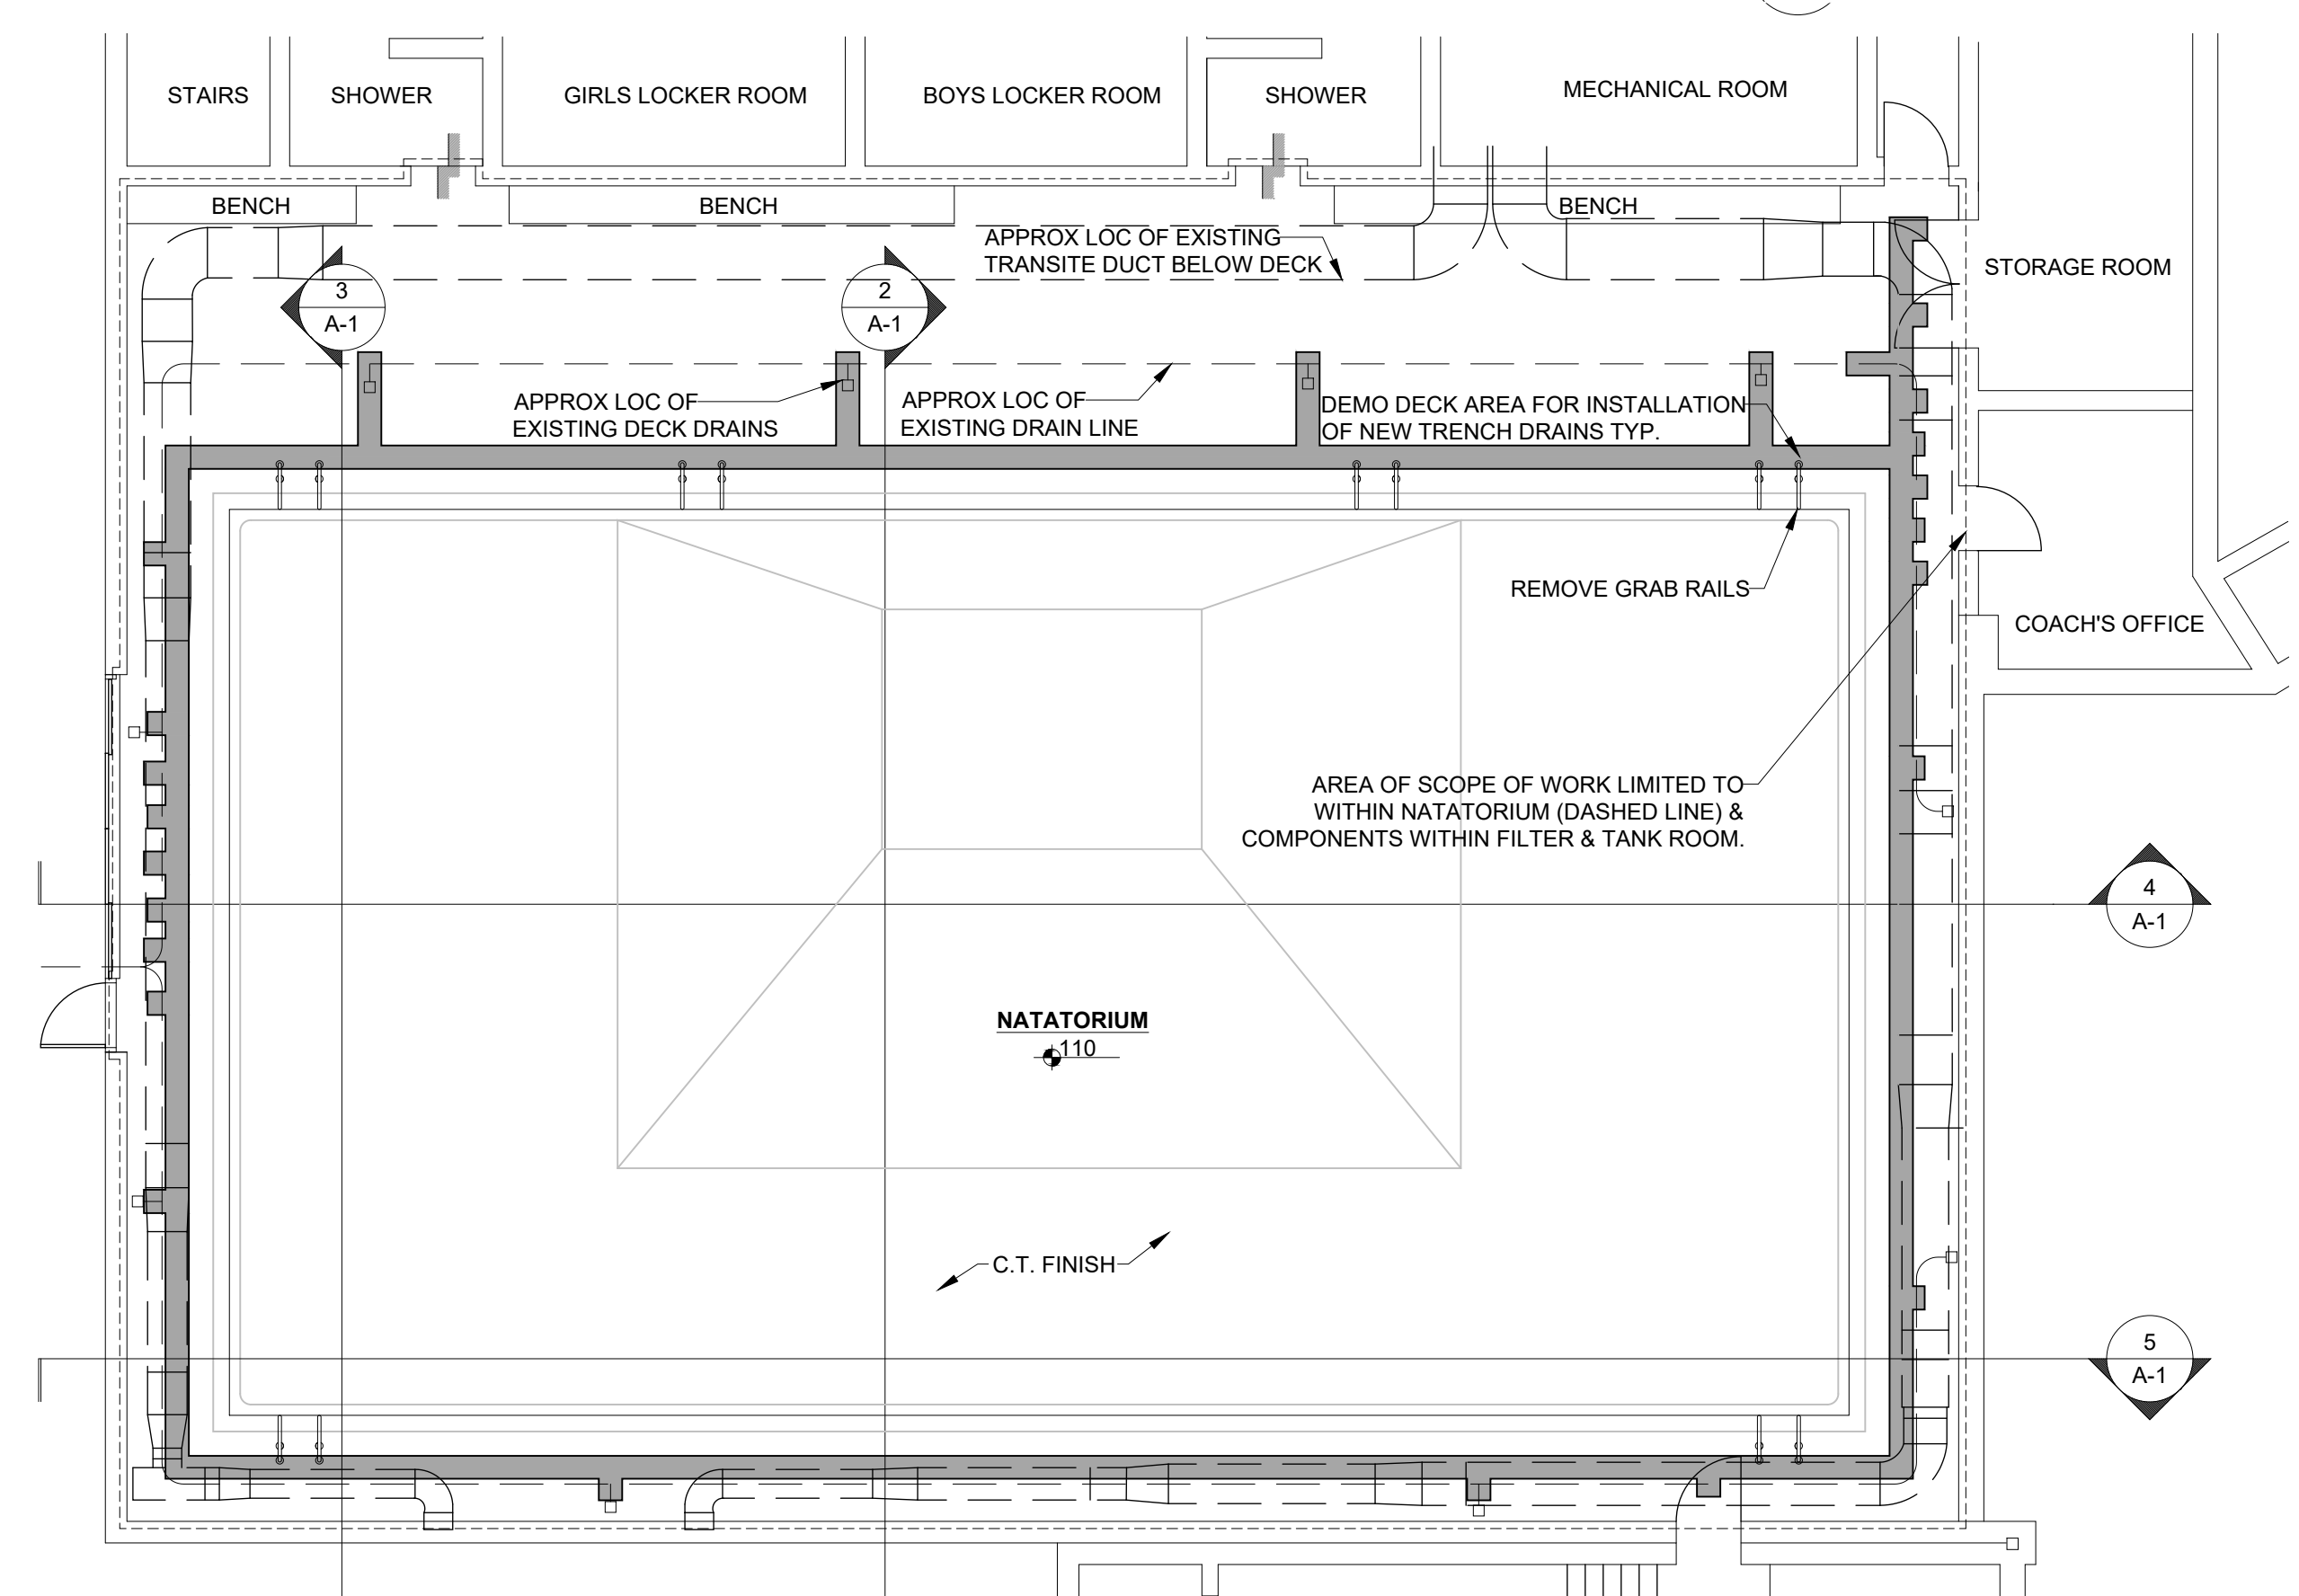 STAIRS
SHOWER
GIRLS LOCKER ROOM
BOYS LOCKER ROOM
SHOWER
MECHANICAL ROOM
BENCH
BENCH
BENCH
APPROX LOC OF EXISTING
TRANSITE DUCT BELOW DECK
STORAGE ROOM
3
A-1
2
A-1
APPROX LOC OF
EXISTING DECK DRAINS
APPROX LOC OF
EXISTING DRAIN LINE
DEMO DECK AREA FOR INSTALLATION
OF NEW TRENCH DRAINS TYP.
REMOVE GRAB RAILS
COACH'S OFFICE
AREA OF SCOPE OF WORK LIMITED TO
WITHIN NATATORIUM (DASHED LINE) &
COMPONENTS WITHIN FILTER & TANK ROOM.
4
A-1
NATATORIUM
110
C.T. FINISH
5
A-1